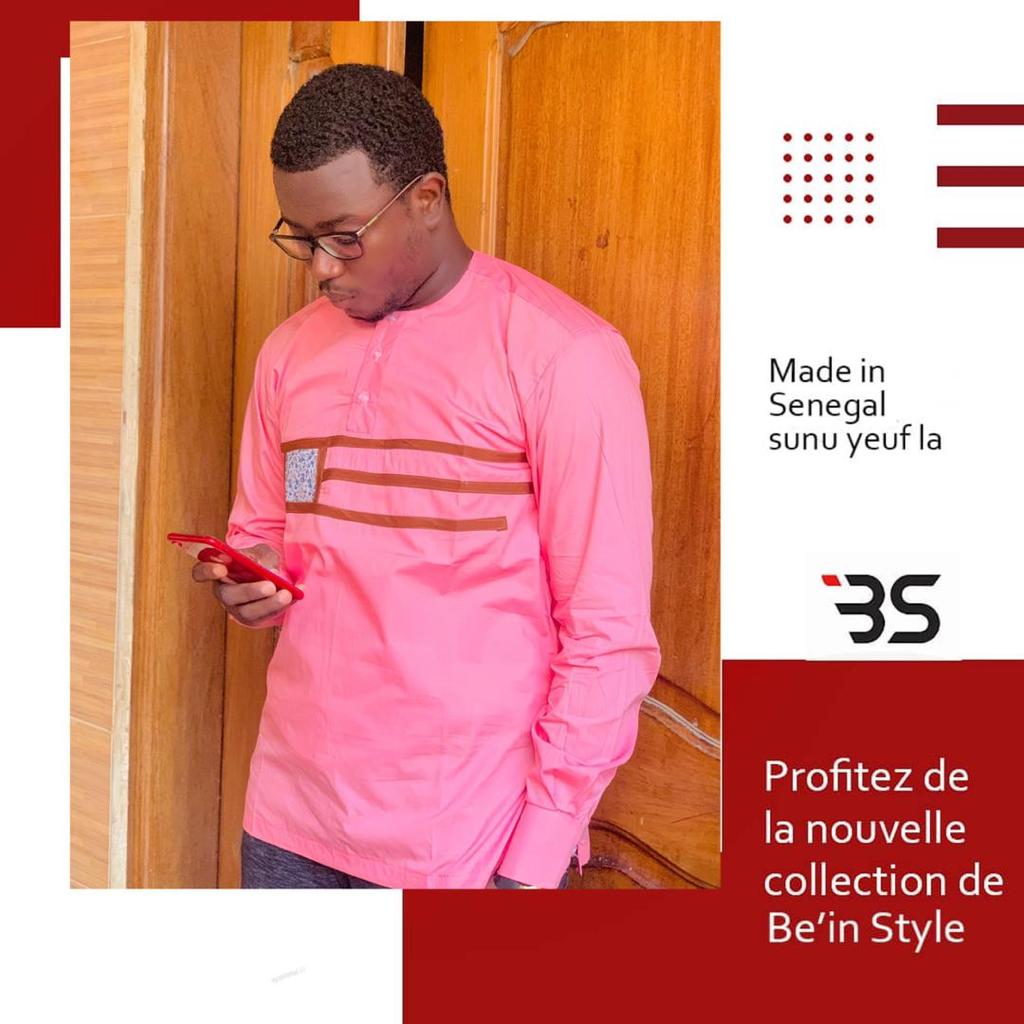 Made in
Senegal
sunu yeuf la
BS
Profitez de
la nouvelle
collection de
Be'in Style